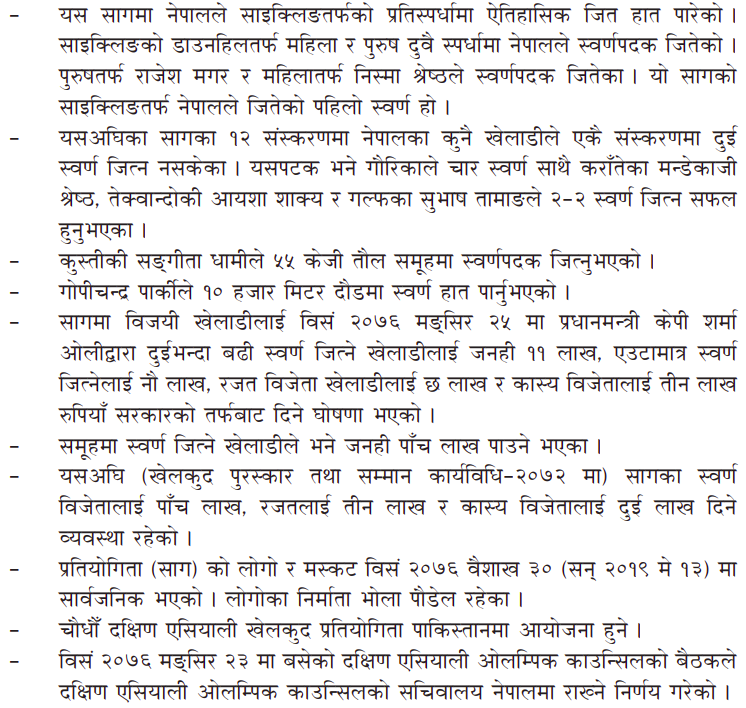 – यस सागमा नेपालले साइक्लिङतर्फको प्रतिस्पर्धामा ऐतिहासिक जित हात पारेको ।
साइक्लिङको डाउनहिलतर्फ महिला र पुरुष दुवै स्पर्धामा नेपालले स्वर्णपदक जितेको ।
पुरुषतर्फ राजेश मगर र महिलातर्फ निस्मा श्रेष्ठले स्वर्णपदक जितेका । यो सागको
साइक्लिङतर्फ नेपालले जितेको पहिलो स्वर्ण हो ।
– यसअघिका सागका १२ संस्करणमा नेपालका कुनै खेलाडीले एकै संस्करणमा दुई
स्वर्ण जित्न नसकेका । यसपटक भने गौरिकाले चार स्वर्ण साथै कराँतेका मन्डेकाजी
श्रेष्ठ, तेक्वान्दोकी आयशा शाक्य र गल्फका सुभाष तामाङले २–२ स्वर्ण जित्न सफल
हुनुभएका ।
– कुस्तीकी सङ्गीता धामीले ५५ केजी तौल समूहमा स्वर्णपदक जित्नुभएको ।
– गोपीचन्द्र पार्कीले १० हजार मिटर दौडमा स्वर्ण हात पार्नुभएको ।
– सागमा विजयी खेलाडीलाई विसं २०७६ मङ्सिर २५ मा प्रधानमन्त्री केपी शर्मा
ओलीद्वारा दुईभन्दा बढी स्वर्ण जित्ने खेलाडीलाई जनही ११ लाख, एउटामात्र स्वर्ण
जित्नेलाई नौ लाख, रजत विजेता खेलाडीलाई छ लाख र कास्य विजेतालाई तीन लाख
रुपियाँ सरकारको तर्फबाट दिने घोषणा भएको ।
– समूहमा स्वर्ण जित्ने खेलाडीले भने जनही पाँच लाख पाउने भएका ।
– यसअघि (खेलकुद पुरस्कार तथा सम्मान कार्यविधि–२०७२ मा) सागका स्वर्ण
विजेतालाई पाँच लाख, रजतलाई तीन लाख र कास्य विजेतालाई दुई लाख दिने
व्यवस्था रहेको ।
– प्रतियोगिता (साग) को लोगो र मस्कट विसं २०७६ वैशाख ३० (सन् २०१९ मे १३) मा
सार्वजनिक भएको । लोगोका निर्माता भोला पौडेल रहेका ।
– चौधौँ दक्षिण एसियाली खेलकुद प्रतियोगिता पाकिस्तानमा आयोजना हुने ।
– विसं २०७६ मङ्सिर २३ मा बसेको दक्षिण एसियाली ओलम्पिक काउन्सिलको बैठकले
दक्षिण एसियाली ओलम्पिक काउन्सिलको सचिवालय नेपालमा राख्ने निर्णय गरेको ।